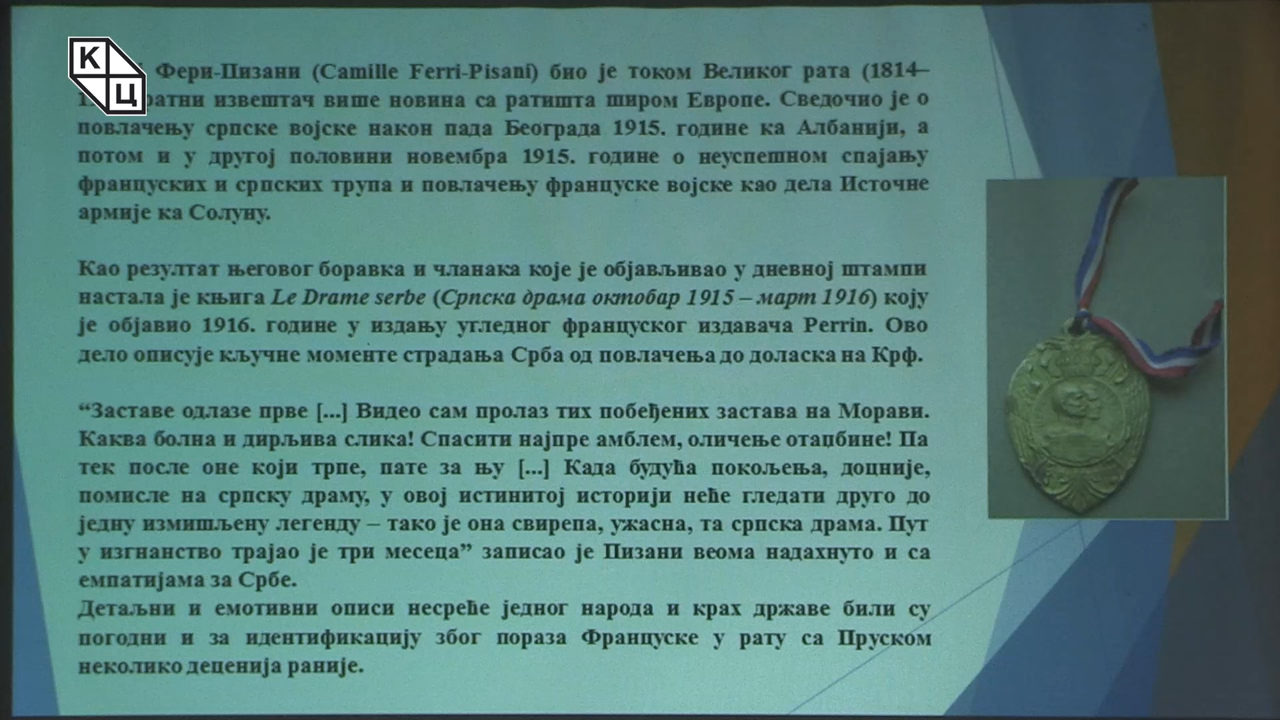 К
Ц
Фери-Пизани (Camille Ferri-Pisani) био је током Великог рата (1814–
ратни извештач више новина са ратишта широм Европе. Сведочио је о
повлачењу српске војске након пада Београда 1915. године ка Албанији, а
потом и у другој половини новембра 1915. године о неуспешном спајању
француских и српских трупа и повлачењу француске војске као дела Источне
армије ка Солуну.
Као резултат његовог боравка и чланака које је објављивао у дневној штампи
настала је књига Le Drame serbe (Српска драма октобар 1915 – март 1916) коју
је објавио 1916. године у издању угледног француског издавача Perrin. Ово
дело описује кључне моменте страдања Срба од повлачења до доласка на Крф.
“Заставе одлазе прве [...] Видео сам пролаз тих побеђених застава на Морави.
Каква болна и дирљива слика! Спасити најпре амблем, оличење отаџбине! Па
тек после оне који трпе, пате за њу [...] Када будућа покољења, доцније,
помисле на српску драму, у овој истинитој историји неће гледати друго до
једну измишљену легенду – тако је она свирепа, ужасна, та српска драма. Пут
у изгнанство трајао је три месеца” записао је Пизани веома надахнуто и са
емпатијама за Србе.
Детаљни и емотивни описи несреће једног народа и крах државе били су
погодни и за идентификацију због пораза Француске у рату са Пруском
неколико деценија раније.